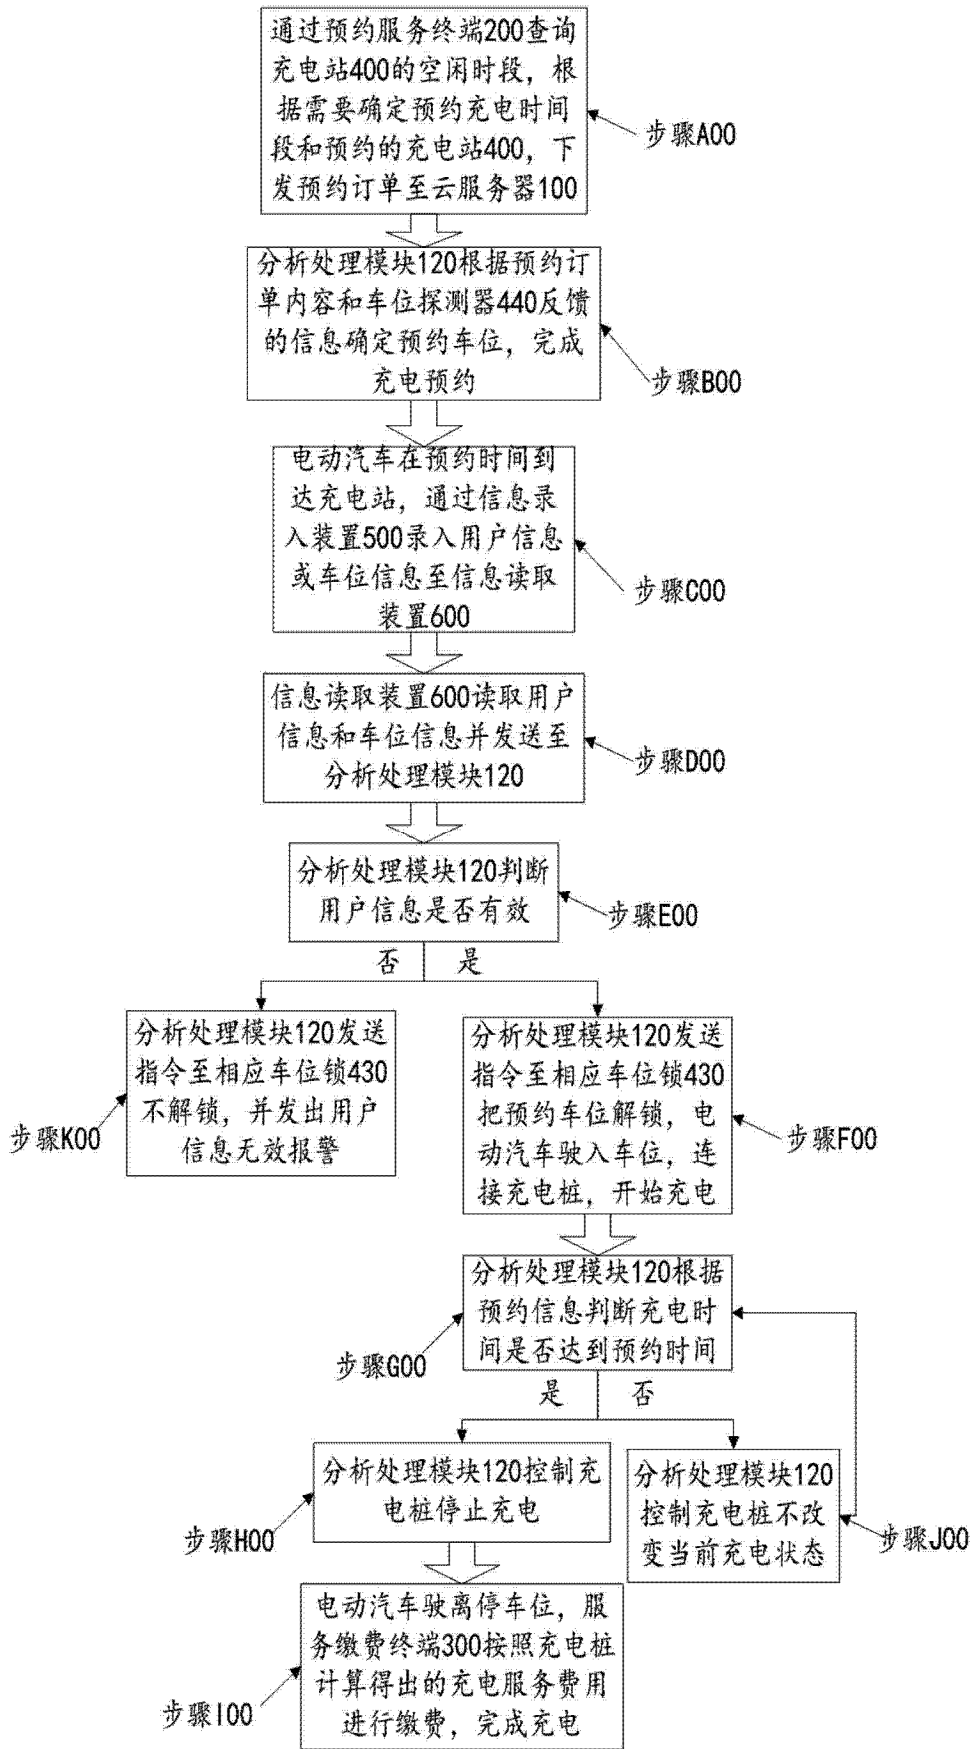 通过预约服务终端200查询
充电站400的空闲时段，根
据需要确定预约充电时间
段和预约的充电站400，下
发预约订单至云服务器100
步骤A00
分析处理模块120根据预约订
单内容和车位探测器440反馈
的信息确定预约车位，完成
充电预约
步骤B00
电动汽车在预约时间到
达充电站，通过信息录
入装置500录入用户信息
或车位信息至信息读取
装置600
步骤C00
信息读取装置600读取用户
信息和车位信息并发送至
分析处理模块120
步骤D00
分析处理模块120判断
用户信息是否有效
步骤E00
否
是
分析处理模块120发送
指令至相应车位锁430
不解锁，并发出用户
信息无效报警
步骤K00
分析处理模块120发送
指令至相应车位锁430
把预约车位解锁，电
动汽车驶入车位，连
接充电桩，开始充电
步骤F00
分析处理模块120根据
预约信息判断充电时
间是否达到预约时间
步骤G00
是
否
分析处理模块120控制充
电桩停止充电
步骤H00
分析处理模块120
控制充电桩不改
变当前充电状态
步骤J00
电动汽车驶离停车位，服
务缴费终端300按照充电桩
计算得出的充电服务费用
进行缴费，完成充电
步骤I00